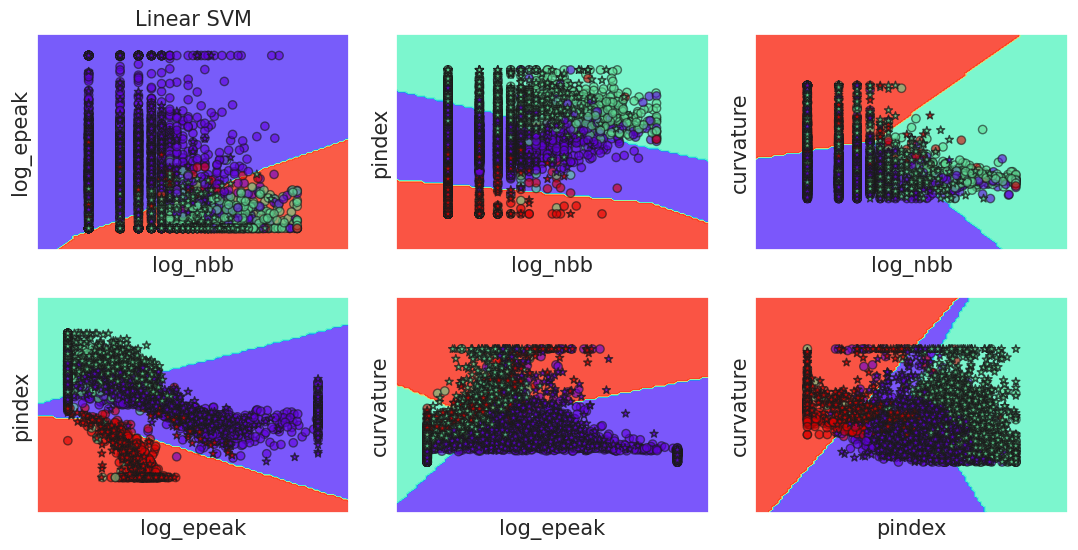 Linear SVM
log_epeak
log_nbb
pindex
log_nbb
curvature
log_nbb
pindex
log_epeak
curvature
log_epeak
curvature
pindex